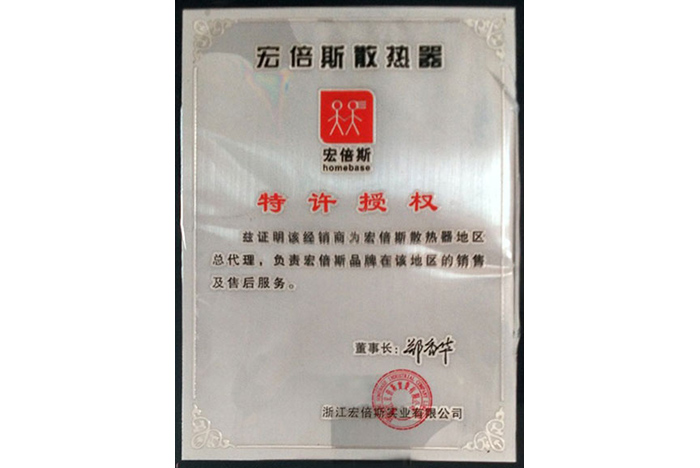 宏倍斯散热器
宏倍斯
homebase
特许授权
兹证明该经销商为宏倍斯散热器地区
总代理，负责宏倍斯品牌在该地区的销售
及售后服务。
董事长：郑香华
浙江宏倍斯实业有限公司